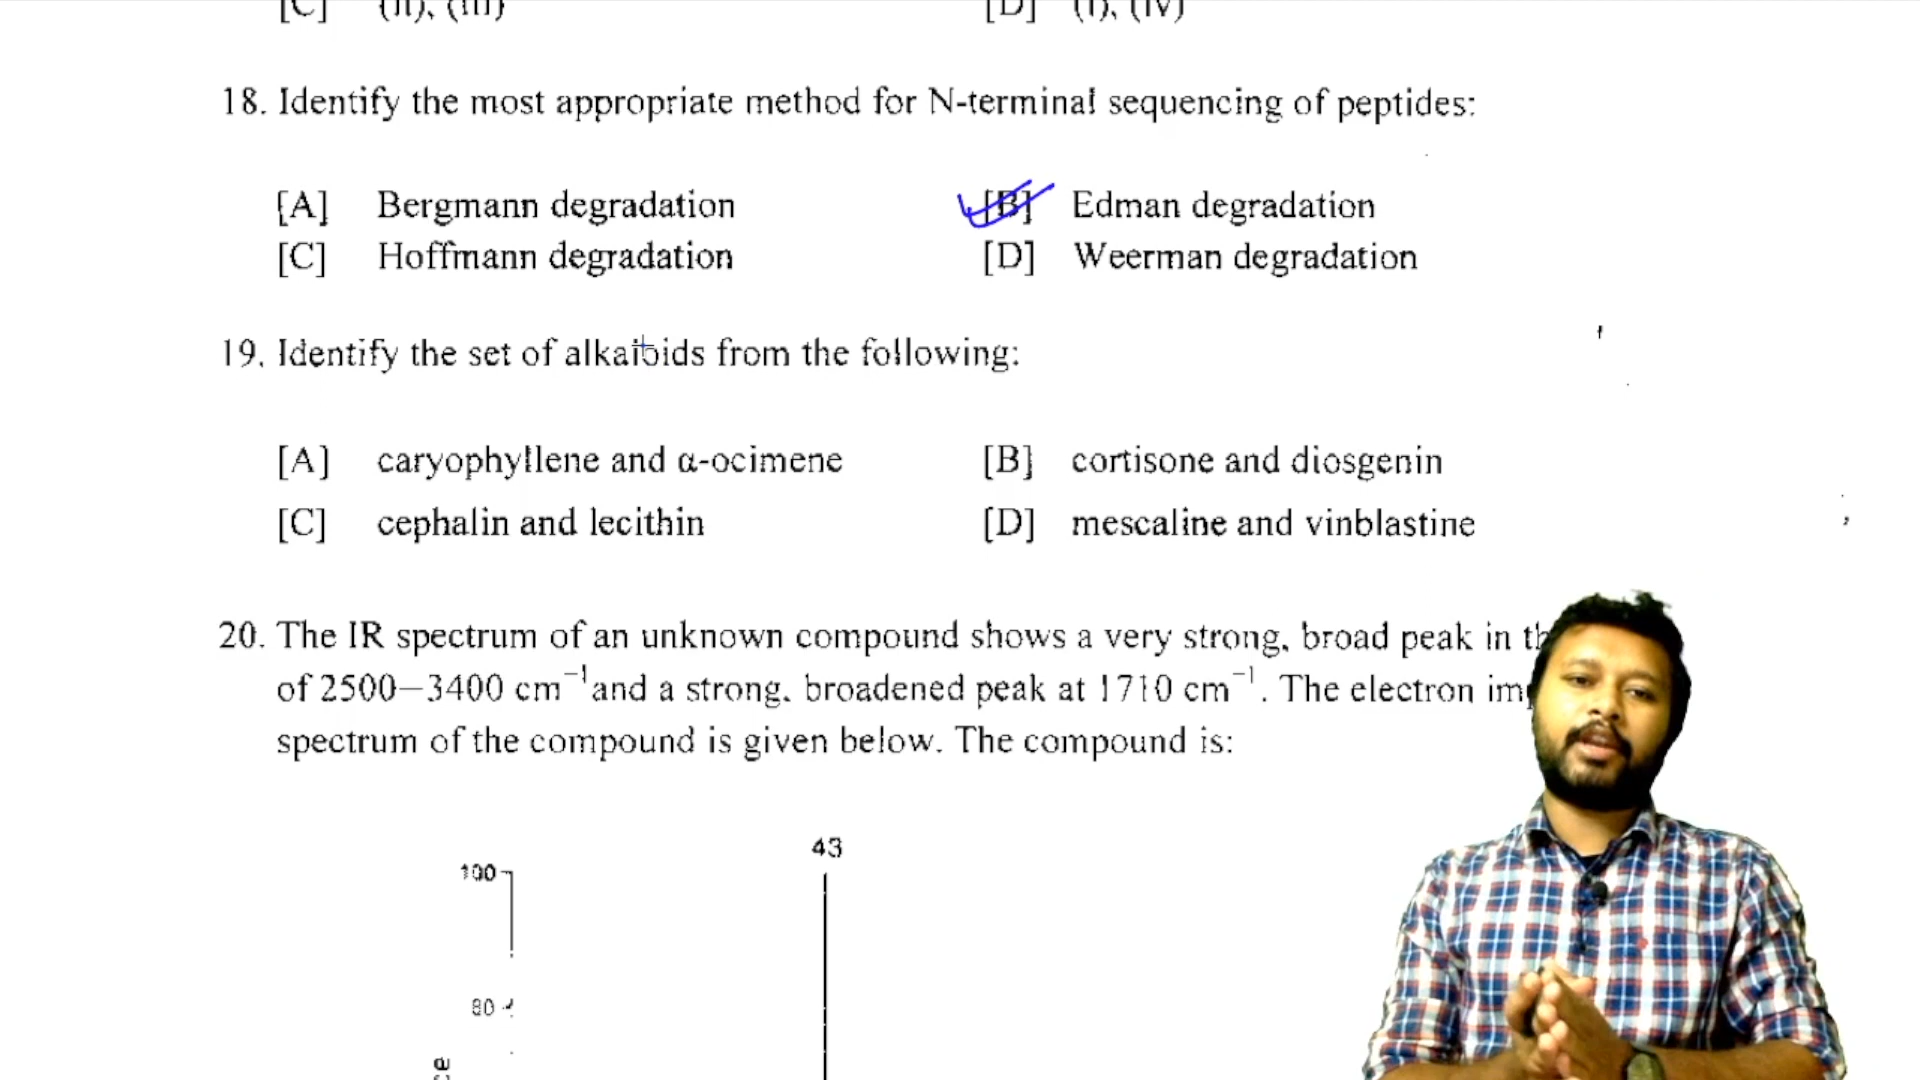 [C] (ii), (iii) [D] (i), (iv)
18. Identify the most appropriate method for N-terminal sequencing of peptides:
[A] Bergmann degradation [B] Edman degradation
[C] Hoffmann degradation [D] Weerman degradation
19. Identify the set of alkaloids from the following:
[A] caryophyllene and α-ocimene [B] cortisone and diosgenin
[C] cephalin and lecithin [D] mescaline and vinblastine
20. The IR spectrum of an unknown compound shows a very strong, broad peak in
of 2500–3400 cm⁻¹ and a strong, broadened peak at 1710 cm⁻¹. The electron
spectrum of the compound is given below. The compound is:
43
100
80